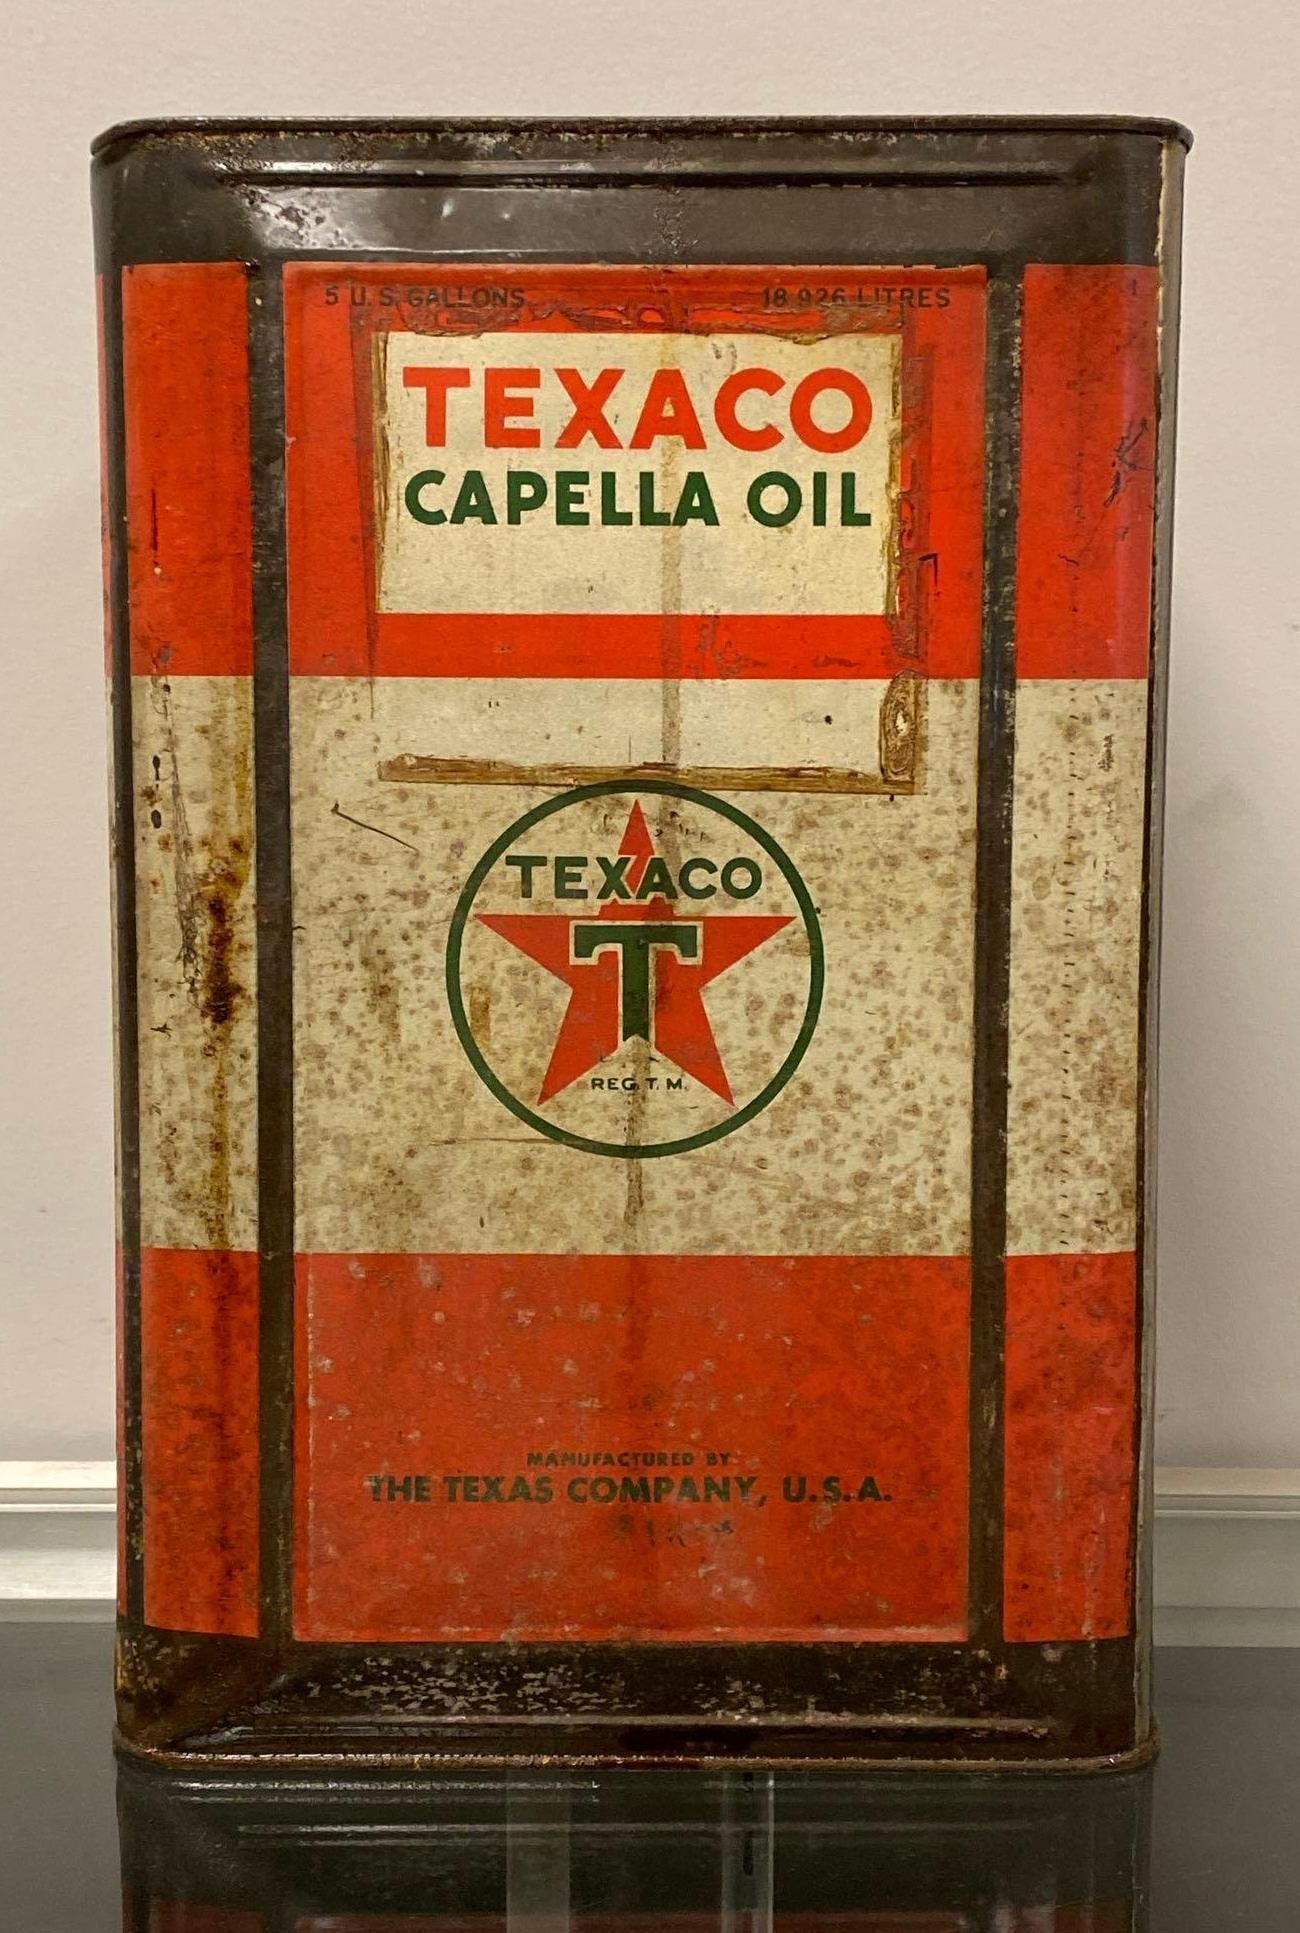 5 U.S. GALLONS 18.926 LITRES
TEXACO
CAPELLA OIL
TEXACO
T
REG. T. M.
MANUFACTURED BY
THE TEXAS COMPANY, U.S.A.